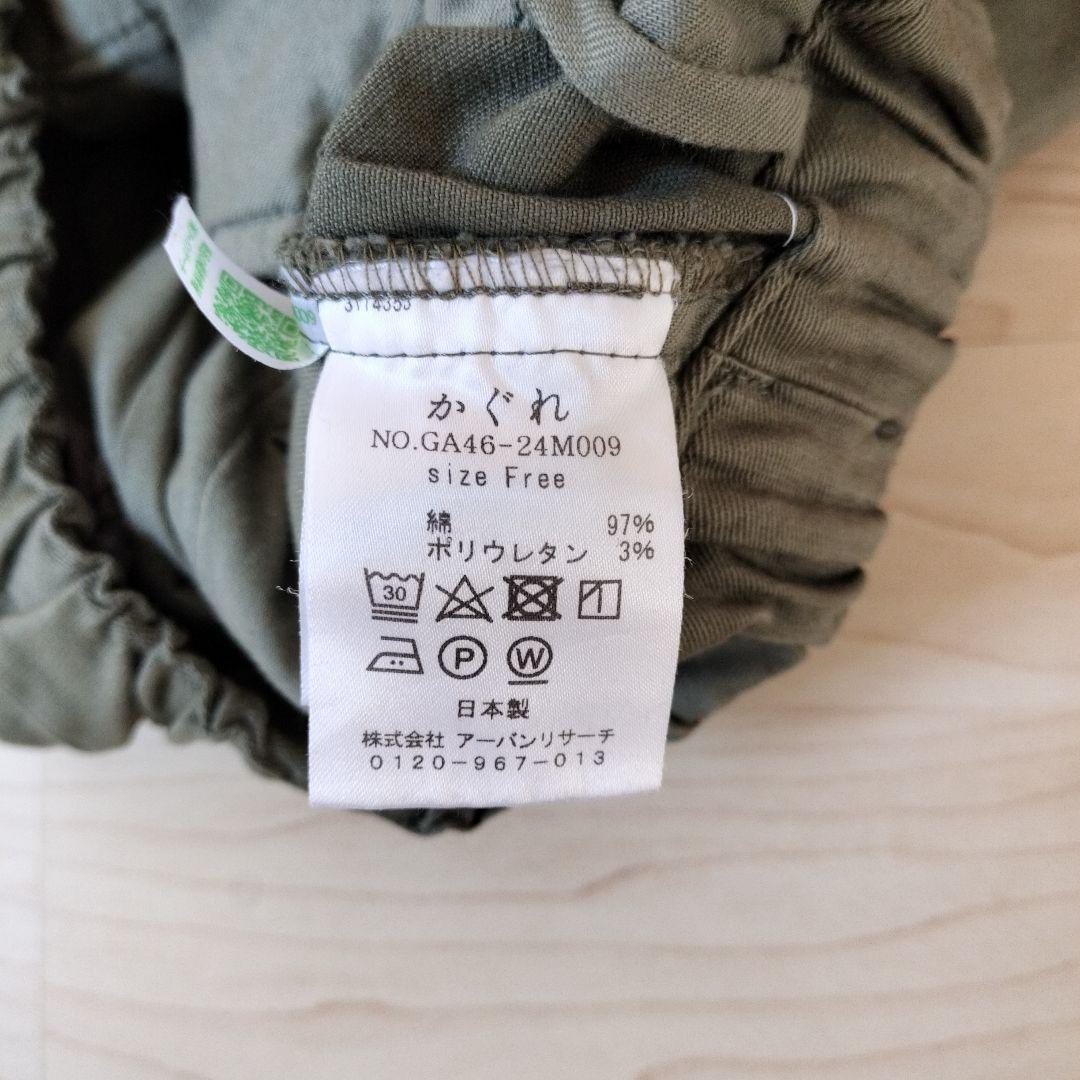 かぐれ
NO.GA46-24M009
size Free
綿 97%
ポリウレタン 3%
30
P
W
日本製
株式会社 アーバンリサーチ
0120-967-013